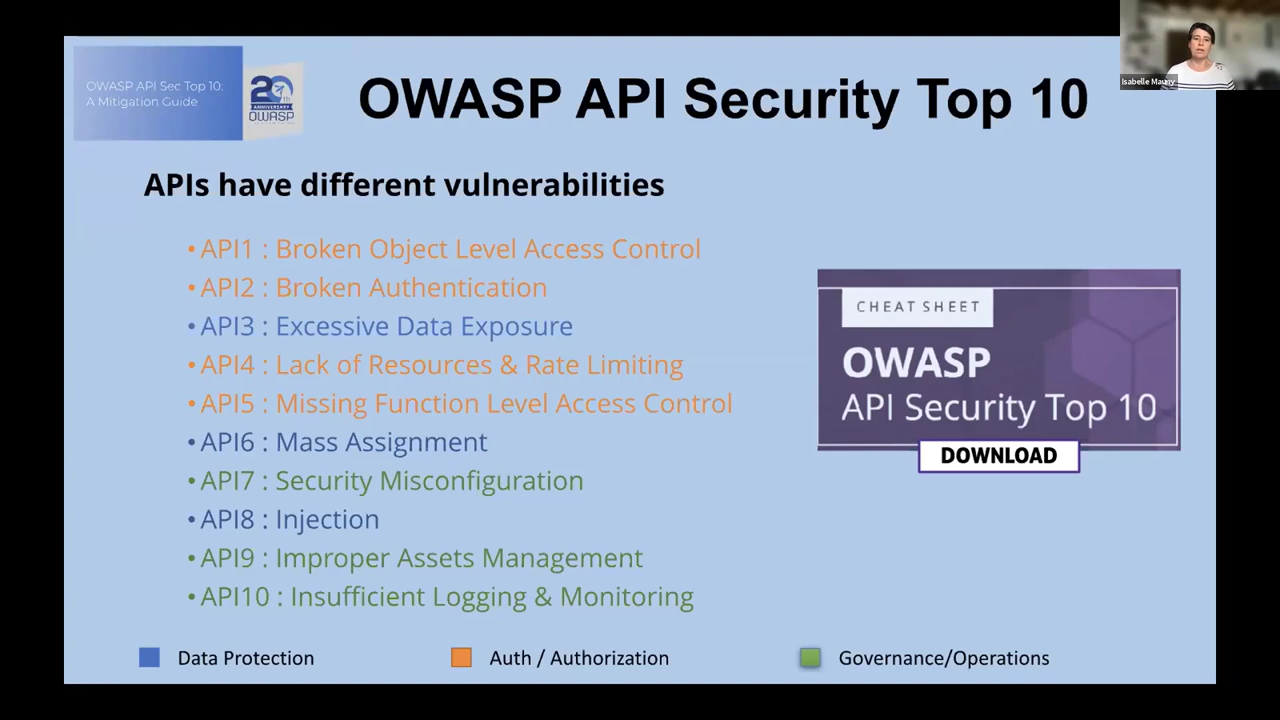 OWASP API Sec Top 10:
A Mitigation Guide
20th
ANNIVERSARY
OWASP
OWASP API Security Top 10
Isabelle Mauny
APIs have different vulnerabilities
• API1 : Broken Object Level Access Control
• API2 : Broken Authentication
• API3 : Excessive Data Exposure
• API4 : Lack of Resources & Rate Limiting
• API5 : Missing Function Level Access Control
• API6 : Mass Assignment
• API7 : Security Misconfiguration
• API8 : Injection
• API9 : Improper Assets Management
• API10 : Insufficient Logging & Monitoring
CHEAT SHEET
OWASP
API Security Top 10
DOWNLOAD
Data Protection
Auth / Authorization
Governance/Operations